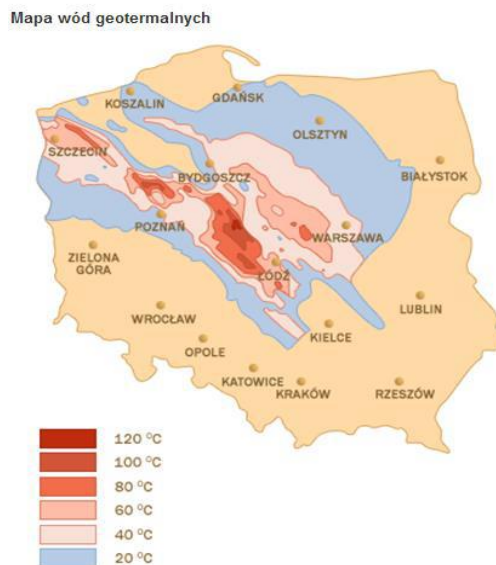 Mapa wód geotermalnych
KOSZALIN
GDAŃSK
OLSZTYN
SZCZECIN
BYDGOSZCZ
BIAŁYSTOK
POZNAŃ
WARSZAWA
ZIELONA
GÓRA
ŁÓDŹ
LUBLIN
WROCŁAW
KIELCE
OPOLE
KATOWICE
KRAKÓW
RZESZÓW
120 °C
100 °C
80 °C
60 °C
40 °C
20 °C